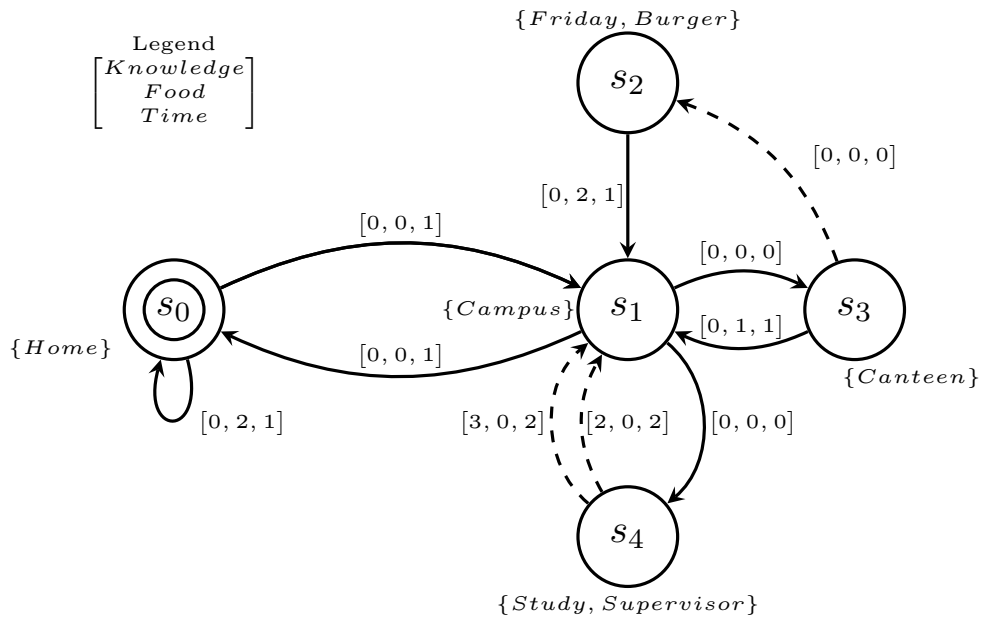 {Friday, Burger}
Legend
[Knowledge
Food
Time]
s₂
[0, 0, 0]
[0, 2, 1]
[0, 0, 1]
[0, 0, 0]
s₀
{Campus}
s₁
s₃
[0, 1, 1]
{Home}
[0, 0, 1]
{Canteen}
[0, 2, 1]
[3, 0, 2]
[2, 0, 2]
[0, 0, 0]
s₄
{Study, Supervisor}